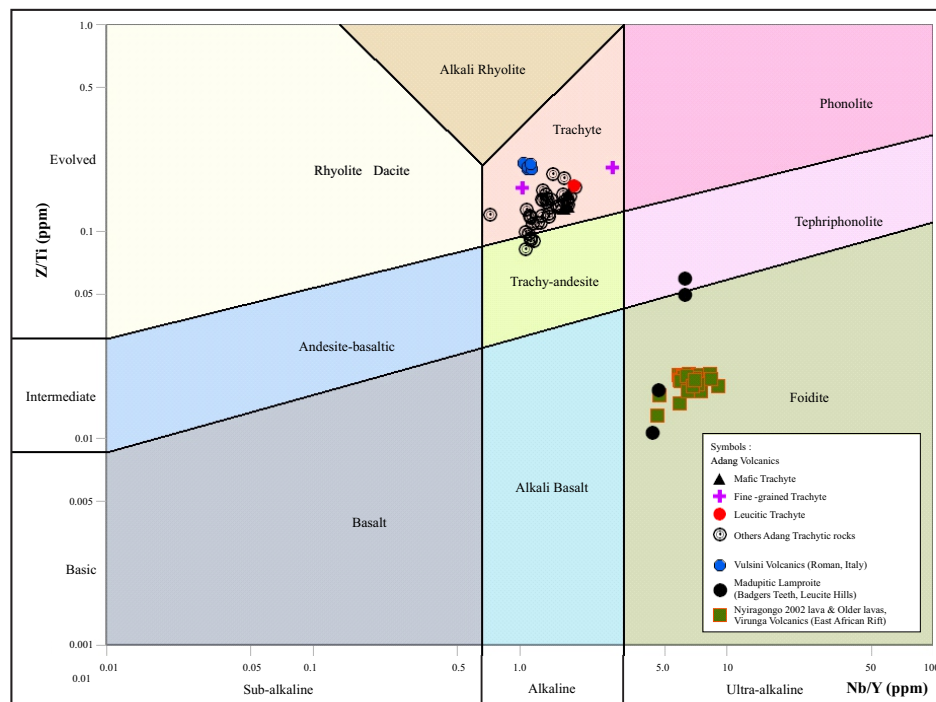 1.0
Alkali Rhyolite
0.5
Phonolite
Trachyte
Evolved
Rhyolite Dacite
Tephriphonolite
0.1
Z/Ti (ppm)
Trachy-andesite
0.05
Andesite-basaltic
Intermediate
Foidite
0.01
Symbols :
Adang Volcanics
Mafic Trachyte
Fine -grained Trachyte
Leucitic Trachyte
Others Adang Trachytic rocks
Vulsini Volcanics (Roman, Italy)
Madupitic Lamproite
(Badgers Teeth, Leucite Hills)
Nyiragongo 2002 lava & Older lavas,
Virunga Volcanics (East African Rift)
Alkali Basalt
0.005
Basalt
Basic
0.001
0.01 0.05 0.1 0.5 1.0 5.0 10 50 100
0.01
Sub-alkaline Alkaline Ultra-alkaline Nb/Y (ppm)